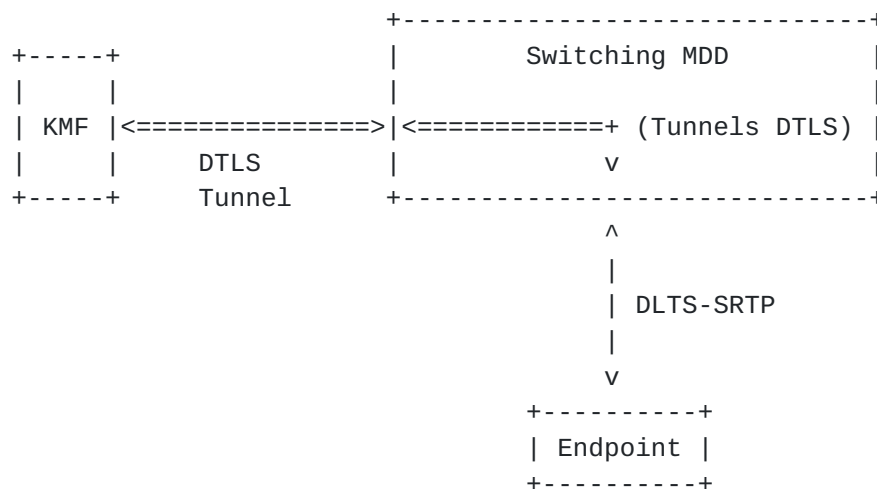 Switching MDD
KMF
(Tunnels DTLS)
DTLS
Tunnel
DLTS-SRTP
Endpoint